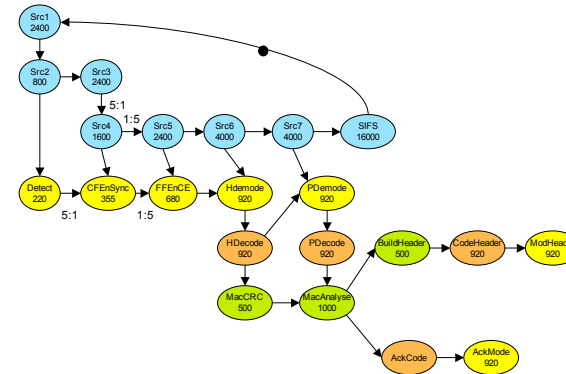 Src1
2400
Src2
800
Src3
2400
5:1
Src4
1600
1:5
Src5
2400
Src6
4000
Src7
4000
SIFS
16000
Detect
220
5:1
CFEnSync
355
1:5
FFEnCE
680
Hdemode
920
PDemode
920
HDecode
920
PDecode
920
BuildHeader
500
CodeHeader
920
ModHead
920
MacCRC
500
MacAnalyse
1000
AckCode
AckMode
920